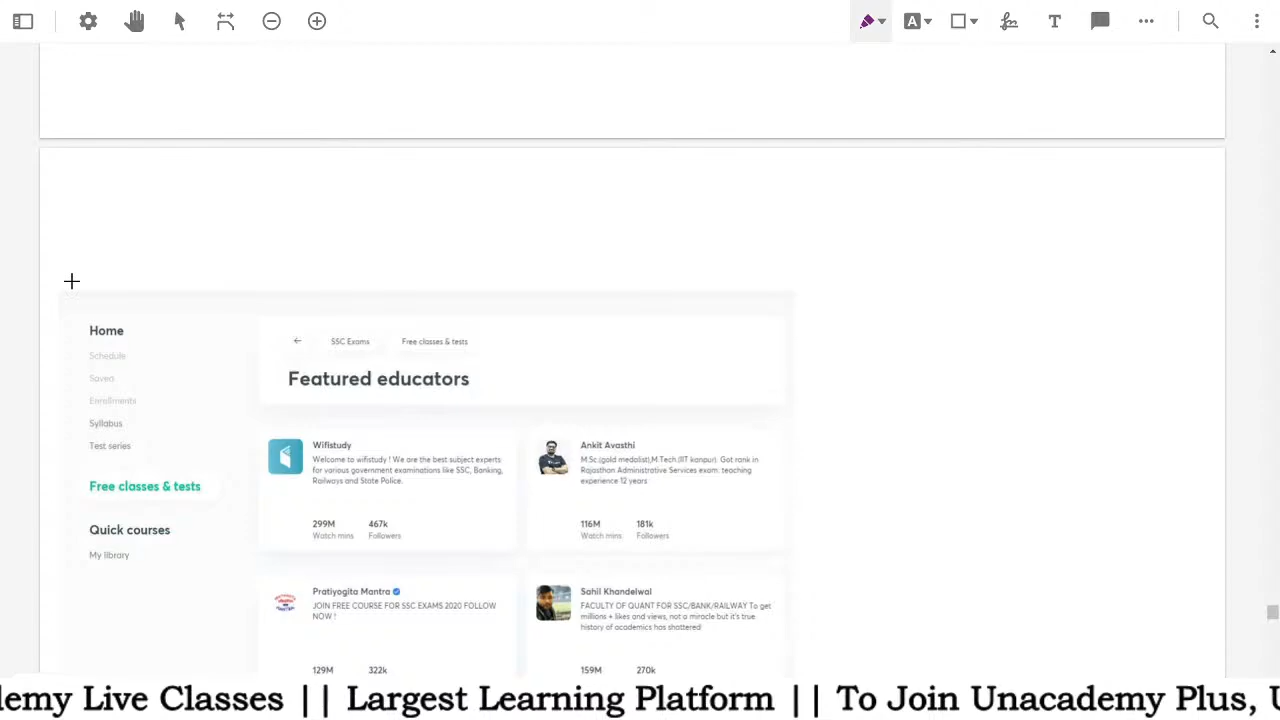 Home
Schedule
Saved
Enrollments
Syllabus
Test series
Free classes & tests
Quick courses
My library
SSC Exams Free classes & tests
Featured educators
Wifistudy
Welcome to wifistudy ! We are the best subject experts
for various government examinations like SSC, Banking,
Railways and State Police.
299M 467k
Watch mins Followers
Ankit Avasthi
M.Sc.(gold medalist),M.Tech.(IIT kanpur). Got rank in
Rajasthan Administrative Services exam. teaching
experience 12 years
116M 181k
Watch mins Followers
Pratiyogita Mantra
JOIN FREE COURSE FOR SSC EXAMS 2020 FOLLOW
NOW !
129M 322k
Sahil Khandelwal
FACULTY OF QUANT FOR SSC/BANK/RAILWAY To get
millions + likes and views, not a miracle but it's true
history of academics has shattered
159M 270k
demy Live Classes || Largest Learning Platform || To Join Unacademy Plus, U